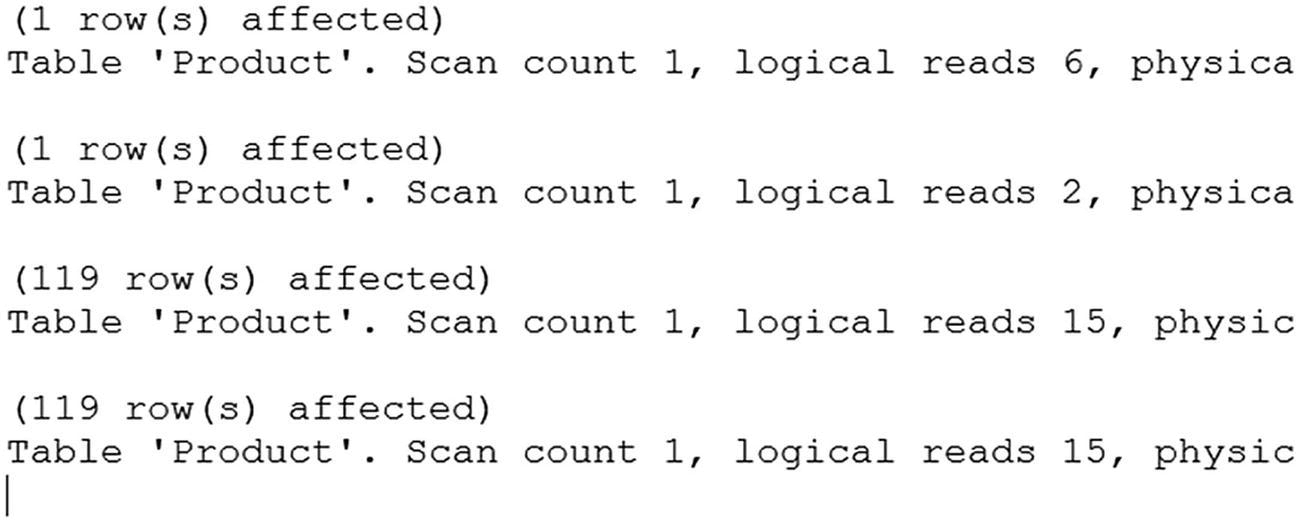 (1 row(s) affected)
Table 'Product'. Scan count 1, logical reads 6, physica
(1 row(s) affected)
Table 'Product'. Scan count 1, logical reads 2, physica
(119 row(s) affected)
Table 'Product'. Scan count 1, logical reads 15, physic
(119 row(s) affected)
Table 'Product'. Scan count 1, logical reads 15, physic